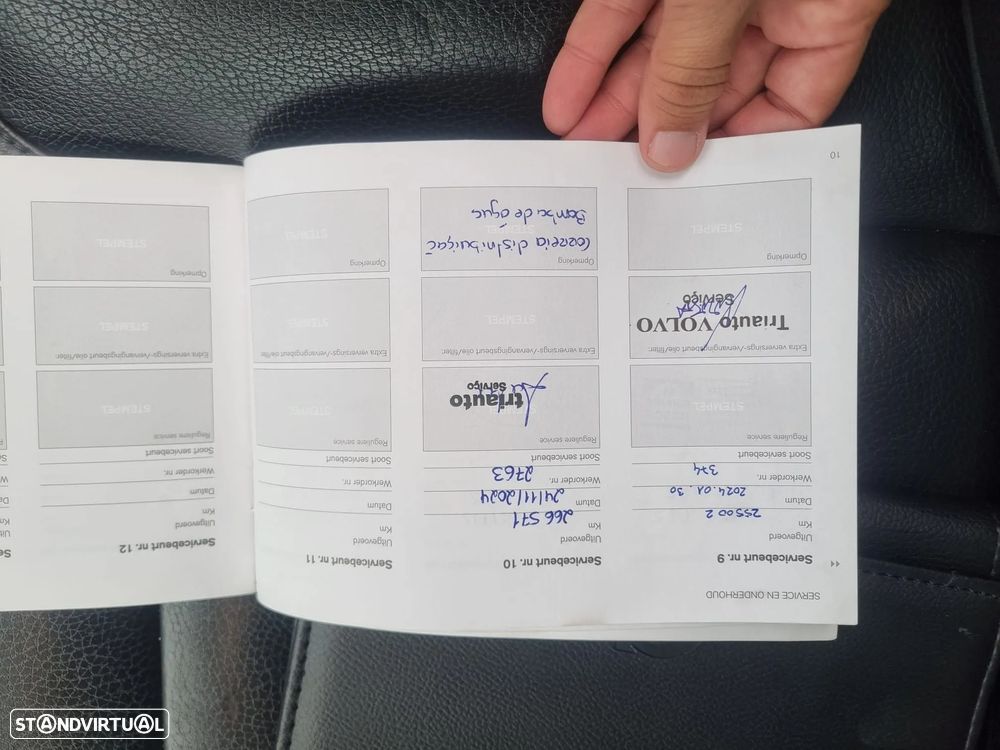 SERVICE EN ONDERHOUD
Servicebeurt nr. 9
Uitgevoerd
Km
255002
Datum
2024.01.30
Werkorder nr.
374
Soort servicebeurt
Reguliere service
STEMPEL
Extra verversings-/vervangingsbeurt olie/filter:
Triauto VOLVO
Serviço
Opmerking
STEMPEL
Servicebeurt nr. 10
Uitgevoerd
Km
266571
Datum
24/11/2024
Werkorder nr.
2763
Soort servicebeurt
Reguliere service
STEMPEL
triauto
Serviço
Extra verversings-/vervangingsbeurt olie/filter:
STEMPEL
Opmerking
Correia distribuiçaõ
Bomba de água
Servicebeurt nr. 11
Uitgevoerd
Km
Datum
Werkorder nr.
Soort servicebeurt
Reguliere service
STEMPEL
Extra verversings-/vervangingsbeurt olie/filter:
STEMPEL
Opmerking
STEMPEL
10
Servicebeurt nr. 12
Uitgevoerd
Km
Datum
Werkorder nr.
Soort servicebeurt
Reguliere service
STEMPEL
Extra verversings-/vervangingsbeurt olie/filter:
STEMPEL
Opmerking
STEMPEL
STANDVIRTUAL